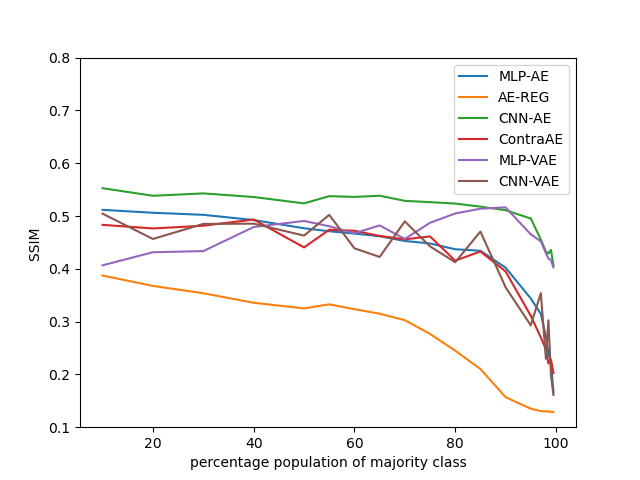 0.8
0.7
0.6
0.5
0.4
0.3
0.2
0.1
SSIM
MLP-AE
AE-REG
CNN-AE
ContraAE
MLP-VAE
CNN-VAE
20 40 60 80 100
percentage population of majority class